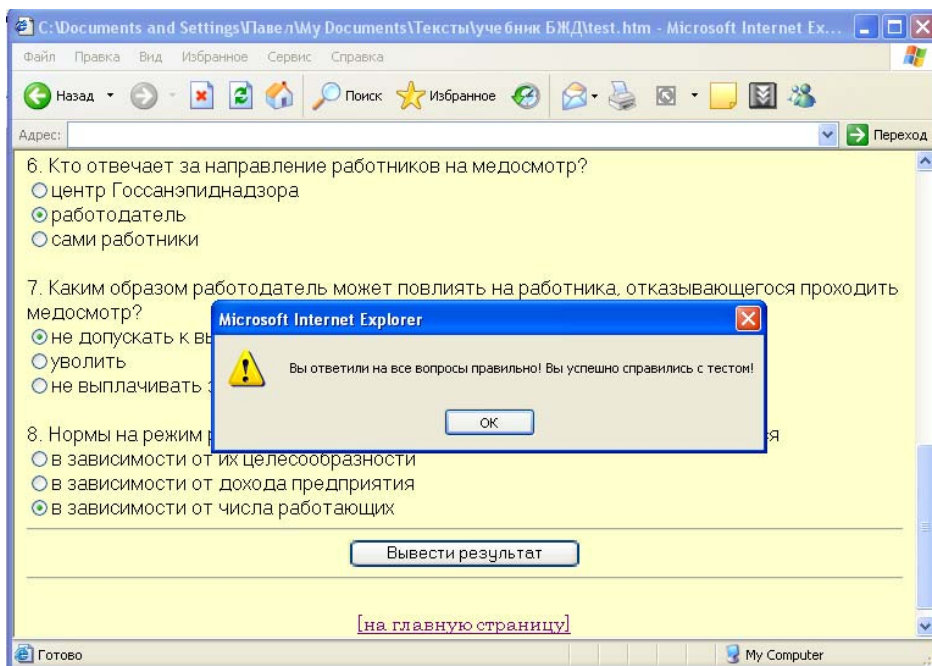 C:\Documents and Settings\Павел\My Documents\Тексты\учебник БЖД\test.htm - Microsoft Internet Ex...
Файл Правка Вид Избранное Сервис Справка
Назад Поиск Избранное
Адрес: Переход
6. Кто отвечает за направление работников на медосмотр?
центр Госсанэпиднадзора
работодатель
сами работники
7. Каким образом работодатель может повлиять на работника, отказывающегося проходить
медосмотр?
Microsoft Internet Explorer
не допускать к
Вы ответили на все вопросы правильно! Вы успешно справились с тестом!
уволить
не выплачивать
OK
8. Нормы на режим
в зависимости от их целесообразности
в зависимости от дохода предприятия
в зависимости от числа работающих
Вывести результат
[на главную страницу]
Готово My Computer